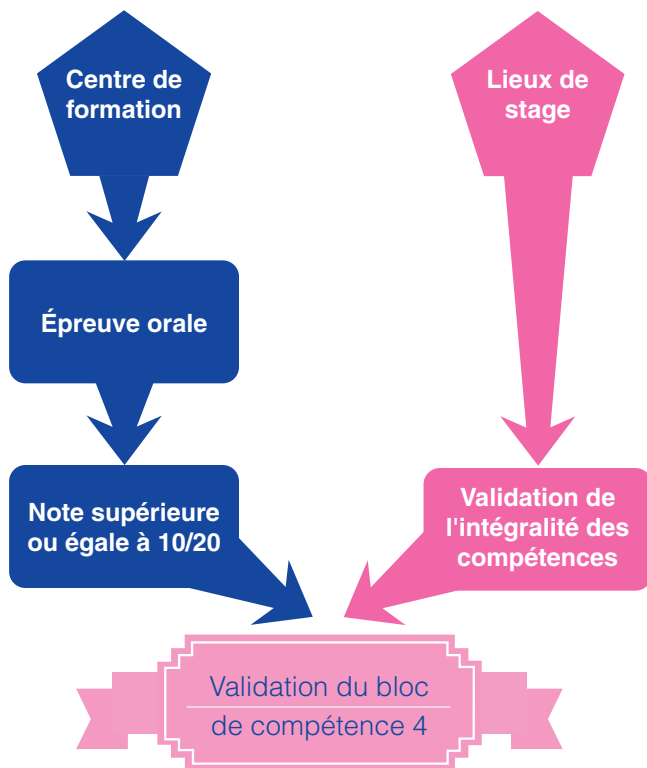 Centre de
formation
Lieux de
stage
Épreuve orale
Note supérieure
ou égale à 10/20
Validation de
l'intégralité des
compétences
Validation du bloc
de compétence 4